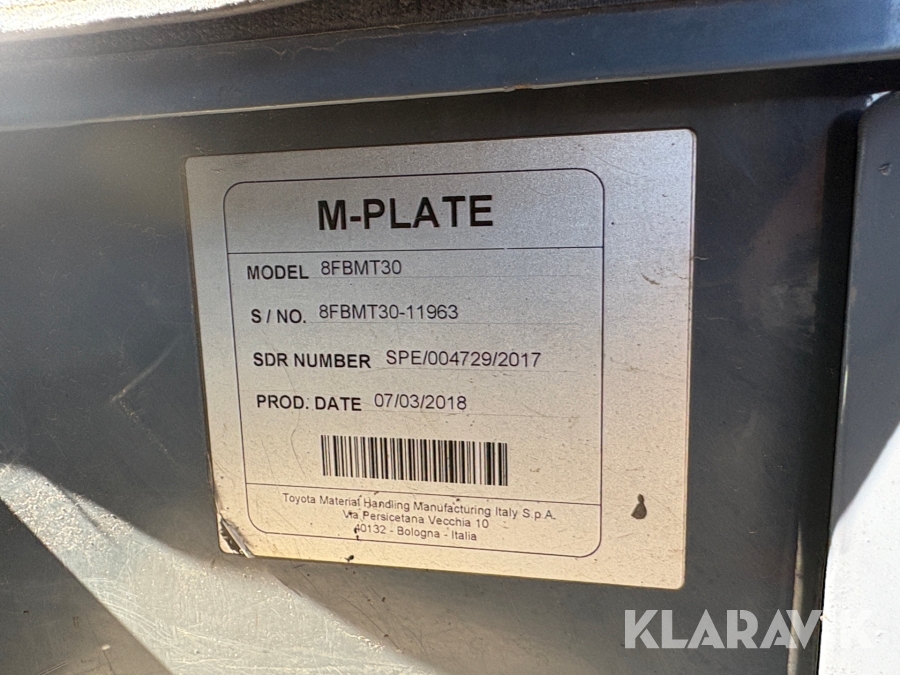 M-PLATE
MODEL 8FBMT30
S / NO. 8FBMT30-11963
SDR NUMBER SPE/004729/2017
PROD. DATE 07/03/2018
Toyota Material Handling Manufacturing Italy S.p.A.
Via Persicetana Vecchia 10
40132 - Bologna - Italia
KLARAVIK